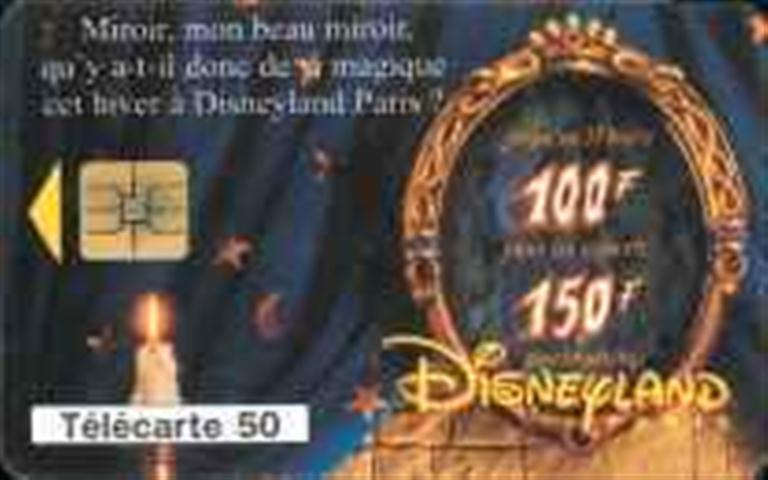 Miroir, mon beau miroir,
qu'y a-t-il donc de si magique
cet hiver à Disneyland Paris ?
100F
150F
DISNEYLAND
Télécarte 50